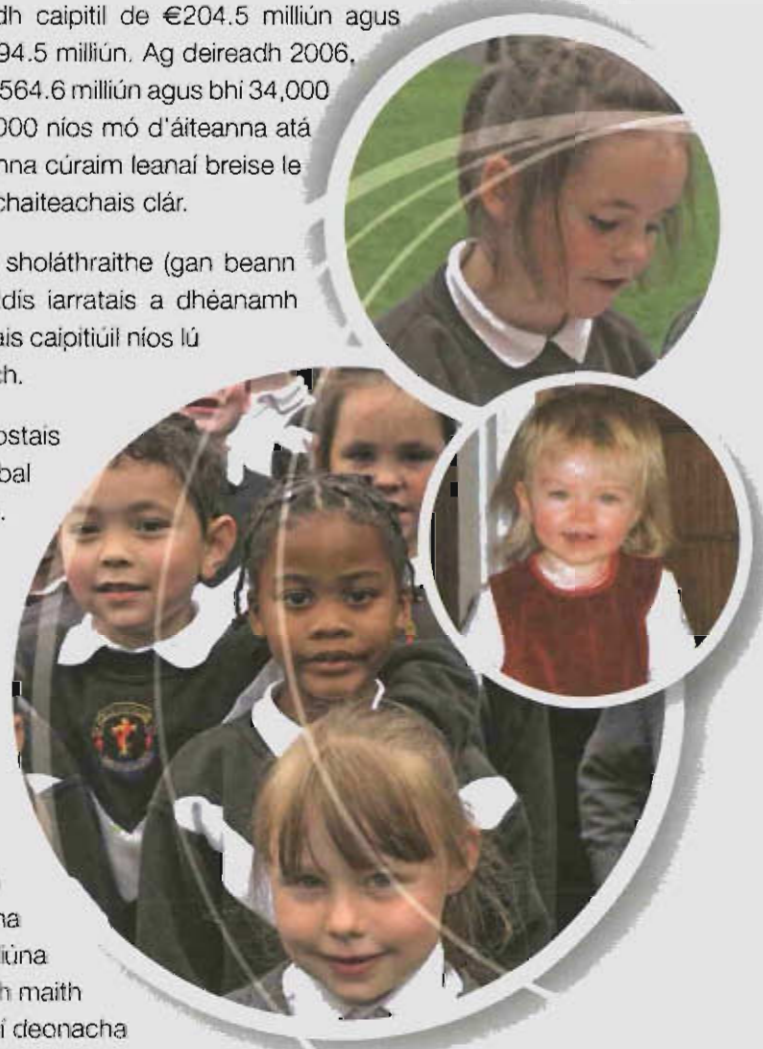 dh caipitil de €204.5 milliún agus
94.5 milliún. Ag deireadh 2006,
564.6 milliún agus bhí 34,000
000 níos mó d'áiteanna atá
nna cúraim leanaí breise le
chaiteachais clár.
sholáthraithe (gan beann
dís iarratais a dhéanamh
ais caipitiúil níos lú
ch.
ostais
bal
na
iúna
h maith
í deonacha